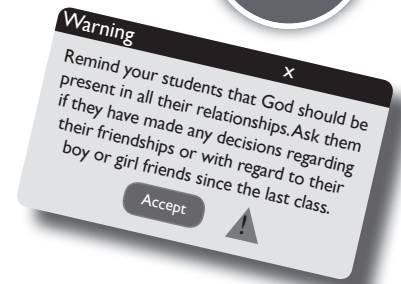 Warning
x
Remind your students that God should be
present in all their relationships. Ask them
if they have made any decisions regarding
their friendships or with regard to their
boy or girl friends since the last class.
Accept
!